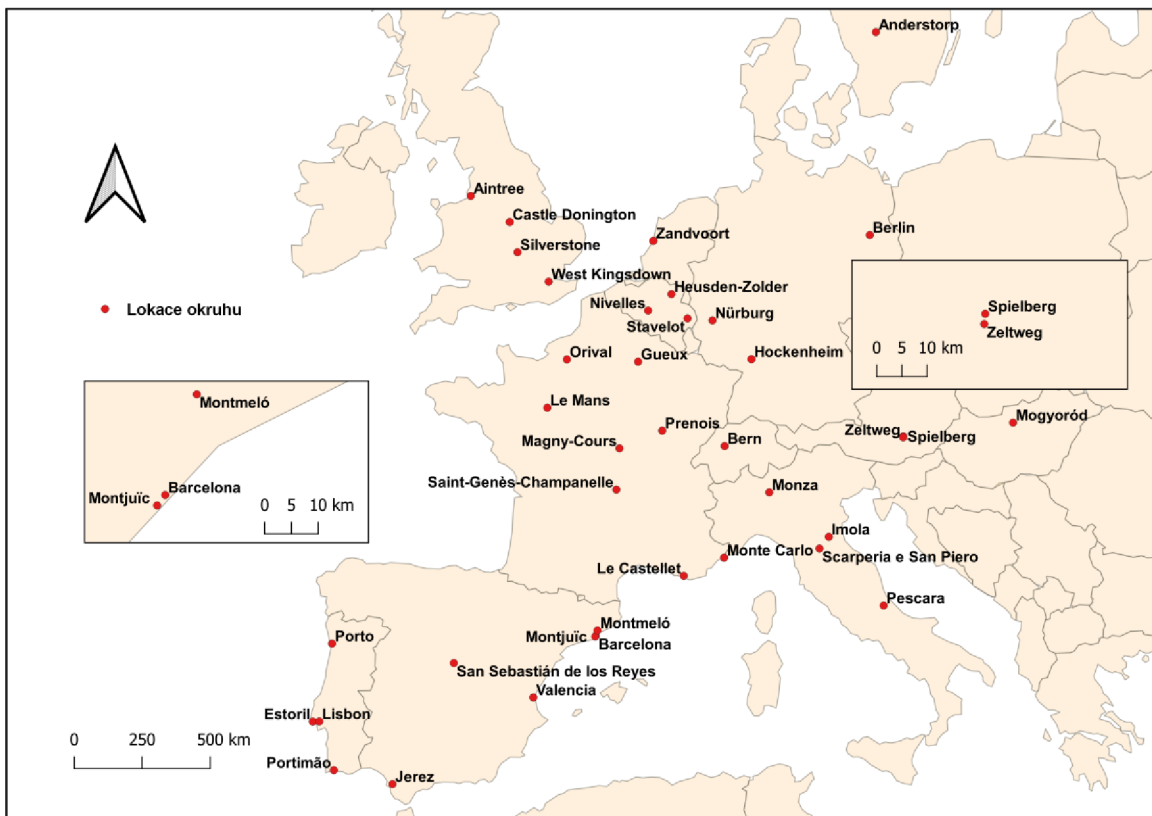 Anderstorp
Aintree
Castle Donington
Silverstone
Zandvoort
Berlin
West Kingsdown
Heusden-Zolder
Nivelles
Stavelot
Nürburg
Spielberg
Zeltweg
0 5 10 km
Lokace okruhu
Orival
Gueux
Hockenheim
Le Mans
Montmeló
Barcelona
Montjuïc
0 5 10 km
Prenois
Magny-Cours
Bern
Zeltweg
Spielberg
Mogyoród
Saint-Genès-Champanelle
Monza
Imola
Monte Carlo
Scarperia e San Piero
Le Castellet
Pescara
Montmeló
Montjuïc
Barcelona
Porto
San Sebastián de los Reyes
Valencia
Estoril
Lisbon
0 250 500 km
Portimão
Jerez